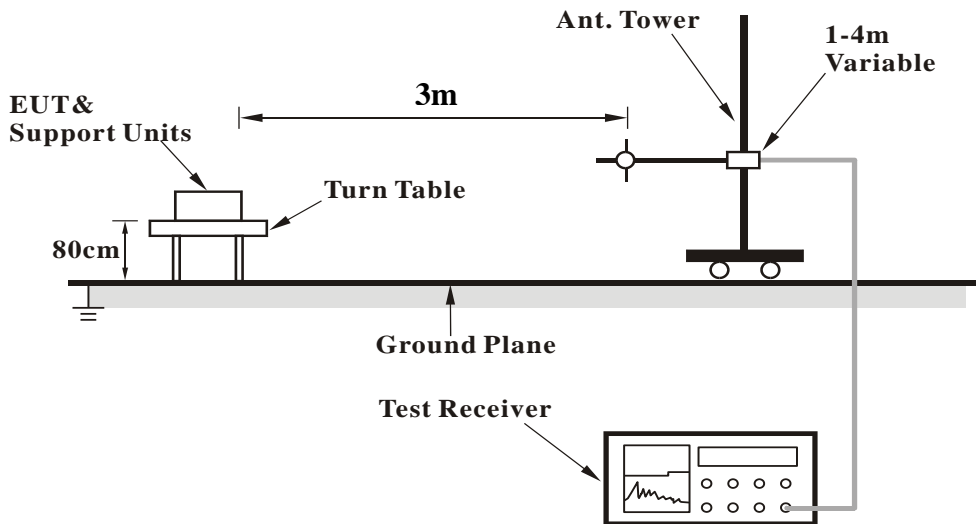 Ant. Tower
1-4m
Variable
3m
EUT&
Support Units
Turn Table
80cm
Ground Plane
Test Receiver